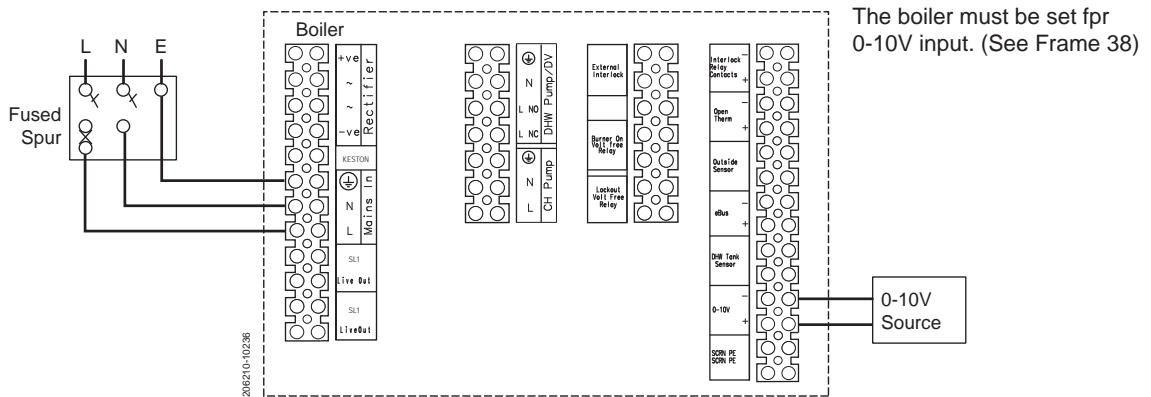 The boiler must be set fpr
0-10V input. (See Frame 38)
Boiler
L N E
Fused
Spur
+ve
~
~
-ve
Rectifier
KESTON
N
L
Mains In
SL1
Live Out
SL1
LiveOut
N
L NO
L NC
DHW Pump/DV
N
L
CH Pump
External
Interlock
Burner On
Volt free
Relay
Lockout
Volt Free
Relay
Interlock
Relay
Contacts
-
+
Open
Therm
-
+
Outside
Sensor
eBus
-
+
DHW Tank
Sensor
0-10V
-
+
SCRN PE
SCRN PE
0-10V
Source
206210-10236